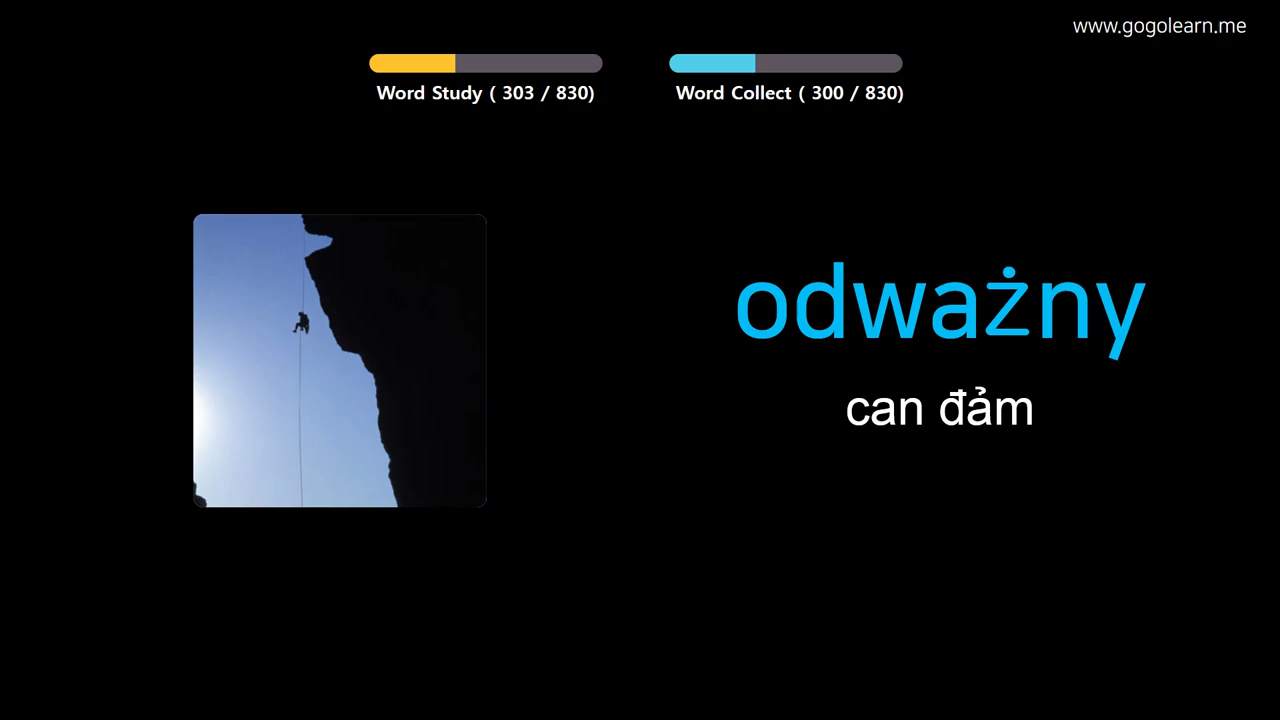 www.gogolearn.me
Word Study ( 303 / 830)
Word Collect ( 300 / 830)
odważny
can đảm